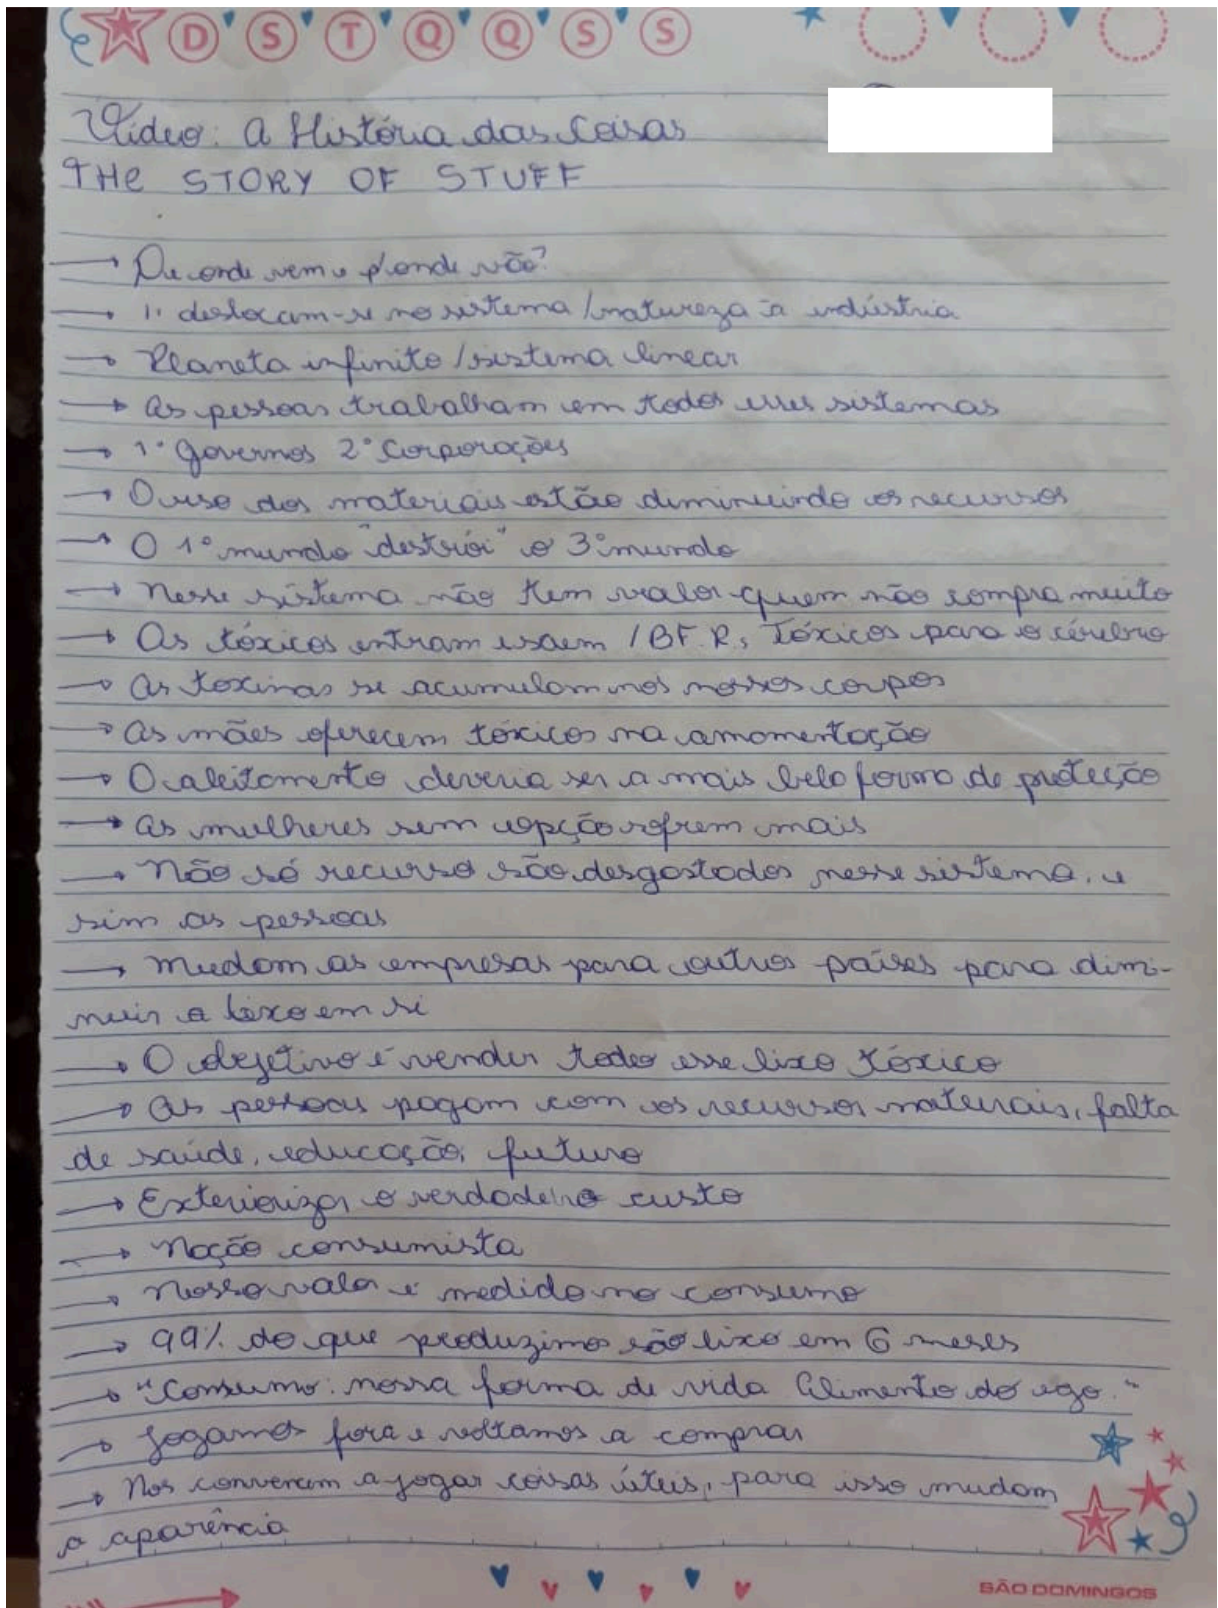 D S T Q Q S S
Vídeo: A História das Coisas
THE STORY OF STUFF
→ De onde vem e p'onde vão?
→ 1. deslocam-se no sistema / natureza à indústria
→ Planeta infinito / sistema linear
→ As pessoas trabalham em todos esses sistemas
→ 1º Governos 2º Corporações
→ O uso dos materiais estão diminuindo os recursos
→ O 1º mundo "destrói" o 3º mundo
→ Nesse sistema não tem valor quem não compra muito
→ Os tóxicos entram e saem / BF.R, Tóxicos para o cérebro
→ As toxinas se acumulam nos nossos corpos
→ As mães oferecem tóxicos na amamentação
→ O aleitamento deveria ser a mais bela forma de proteção
→ As mulheres sem opção sofrem mais
→ Não só recurso são desgastados nesse sistema, e
sim as pessoas
→ Mudam as empresas para outros países para dimi-
nuir o lixo em si
→ O objetivo é vender todo esse lixo tóxico
→ As pessoas pagam com os recursos naturais, falta
de saúde, educação, futuro
→ Exteriorizar o verdadeiro custo
→ Nação consumista
→ Nosso valor é medido no consumo
→ 99% do que produzimos são lixo em 6 meses
→ "Consumo: nossa forma de vida Alimento do ego."
→ Jogamos fora e voltamos a comprar
→ Nos convencem a jogar coisas úteis, para isso mudam
a aparência
SÃO DOMINGOS